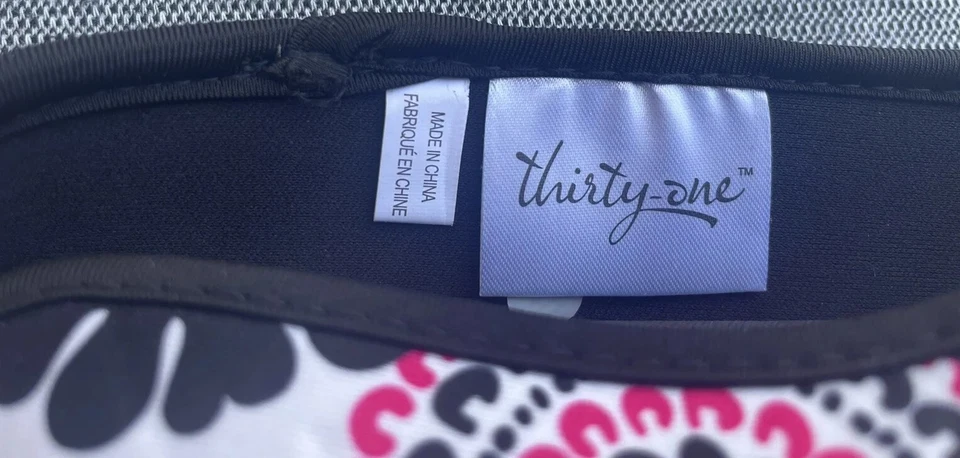 MADE IN CHINA
FABRIQUÉ EN CHINE
thirty-one™